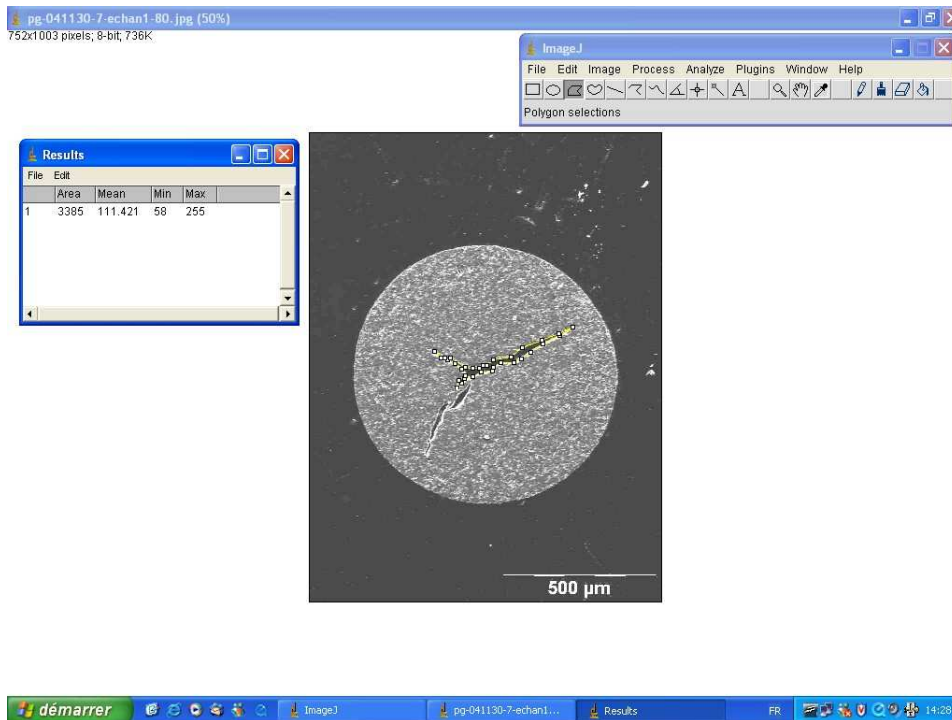 pg-041130-7-echan1-80.jpg (50%)
752x1003 pixels; 8-bit; 736K
ImageJ
File Edit Image Process Analyze Plugins Window Help
A
Polygon selections
Results
File Edit
Area Mean Min Max
1 3385 111.421 58 255
500 µm
démarrer ImageJ pg-041130-7-echan1... Results FR 14:28